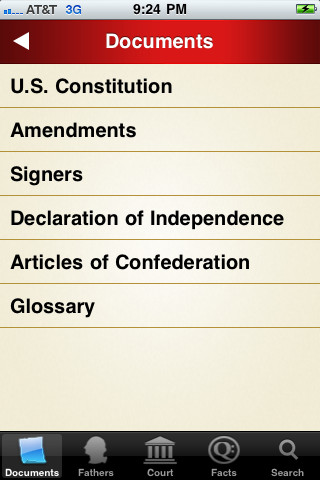 AT&T 3G 9:24 PM
Documents
U.S. Constitution
Amendments
Signers
Declaration of Independence
Articles of Confederation
Glossary
Documents Fathers Court Facts Search